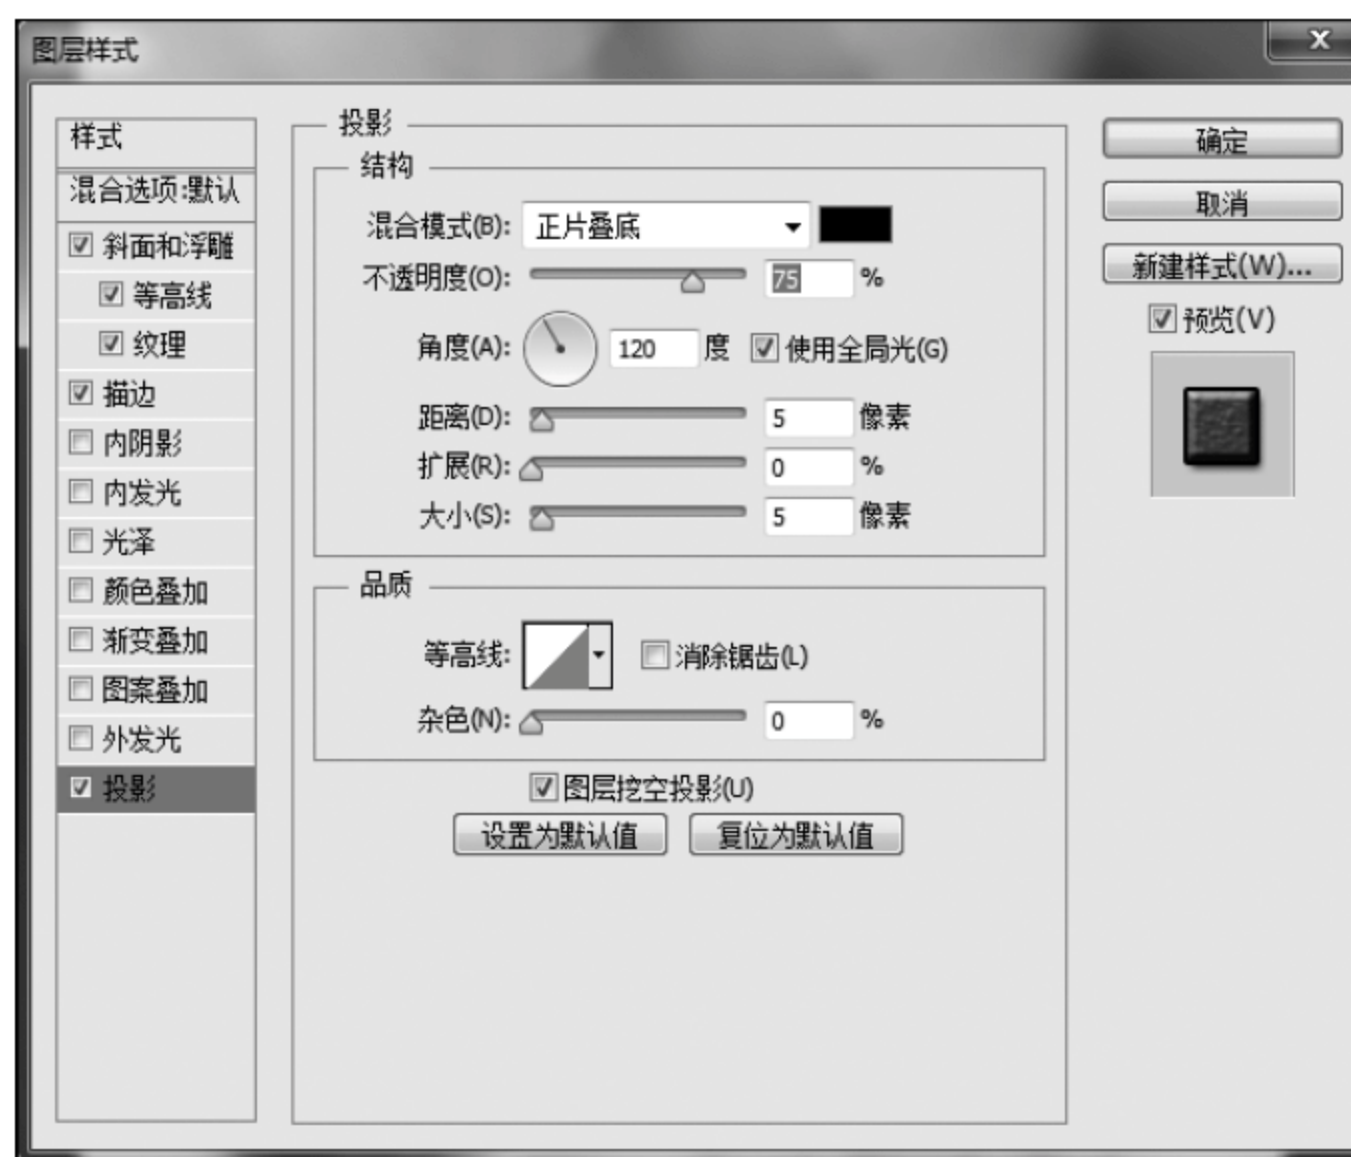 图层样式
x
样式
混合选项:默认
斜面和浮雕
等高线
纹理
描边
内阴影
内发光
光泽
颜色叠加
渐变叠加
图案叠加
外发光
投影
投影
结构
混合模式(B): 正片叠底
不透明度(O): 75 %
角度(A): 120 度 使用全局光(G)
距离(D): 5 像素
扩展(R): 0 %
大小(S): 5 像素
品质
等高线: 消除锯齿(L)
杂色(N): 0 %
图层挖空投影(U)
设置为默认值 复位为默认值
确定
取消
新建样式(W)...
预览(V)